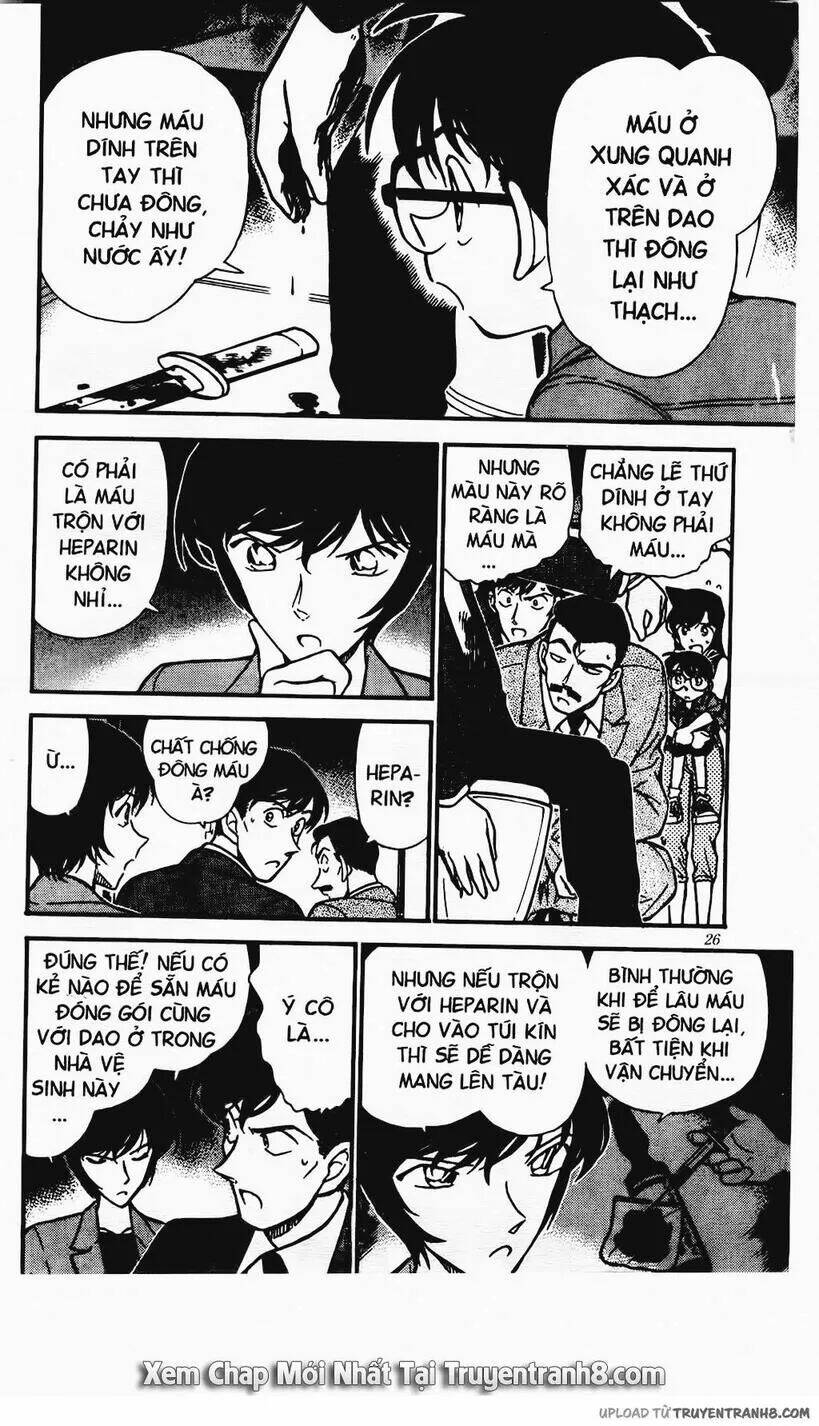 MÁU Ở
XUNG QUANH
XÁC VÀ Ở
TRÊN DAO
THÌ ĐÔNG
LẠI NHƯ
THẠCH...
NHƯNG MÁU
DÍNH TRÊN
TAY THÌ
CHƯA ĐÔNG,
CHẢY NHƯ
NƯỚC ẤY!
CHẲNG LẼ THỨ
DÍNH Ở TAY
KHÔNG PHẢI
MÁU...
NHƯNG
MÀU NÀY RÕ
RÀNG LÀ
MÁU MÀ
...
CÓ PHẢI
LÀ MÁU
TRỘN VỚI
HEPARIN
KHÔNG
NHỈ...
HEPA-
RIN?
CHẤT CHỐNG
ĐÔNG MÁU
À?
Ừ...
26
BÌNH THƯỜNG
KHI ĐỂ LÂU MÁU
SẼ BỊ ĐÔNG LẠI,
BẤT TIỆN KHI
VẬN CHUYỂN...
NHƯNG NẾU TRỘN
VỚI HEPARIN VÀ
CHO VÀO TÚI KÍN
THÌ SẼ DỄ DÀNG
MANG LÊN TÀU!
Ý CÔ
LÀ...
ĐÚNG THẾ! NẾU CÓ
KẺ NÀO ĐỂ SẴN MÁU
ĐÓNG GÓI CÙNG
VỚI DAO Ở TRONG
NHÀ VỆ
SINH NÀY
...
Xem Chap Mới Nhất Tại Truyentranh8.com
UPLOAD TỪ TRUYENTRANH8.COM